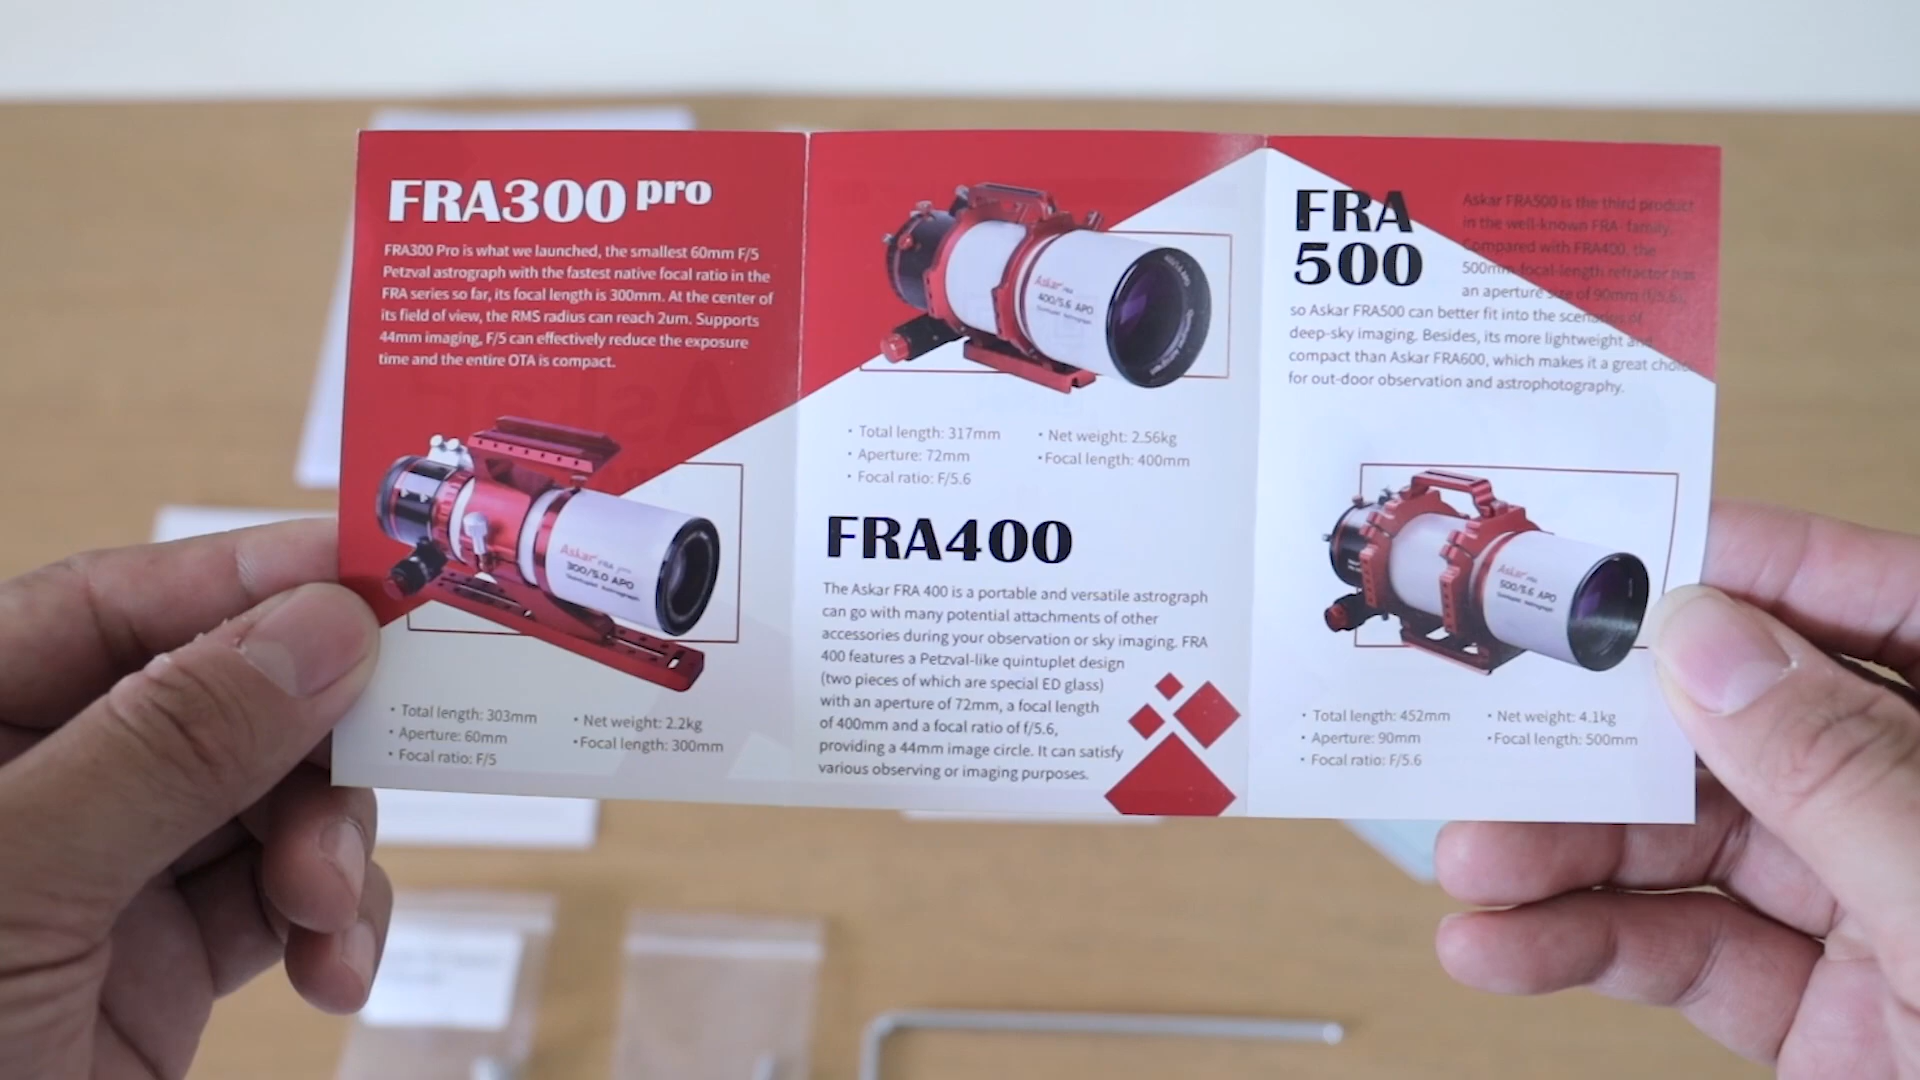 FRA300 pro
FRA300 Pro is what we launched, the smallest 60mm F/5
Petzval astrograph with the fastest native focal ratio in the
FRA series so far, its focal length is 300mm. At the center of
its field of view, the RMS radius can reach 2um. Supports
44mm imaging, F/5 can effectively reduce the exposure
time and the entire OTA is compact.
Askar FRA pro
300/5.0 APO
Quintuplet Astrograph
• Total length: 303mm
• Aperture: 60mm
• Focal ratio: F/5
• Net weight: 2.2kg
•Focal length: 300mm
Askar FRA
400/5.6 APO
Quintuplet Astrograph
• Total length: 317mm
• Aperture: 72mm
• Focal ratio: F/5.6
• Net weight: 2.56kg
•Focal length: 400mm
FRA400
The Askar FRA 400 is a portable and versatile astrograph
can go with many potential attachments of other
accessories during your observation or sky imaging. FRA
400 features a Petzval-like quintuplet design
(two pieces of which are special ED glass)
with an aperture of 72mm, a focal length
of 400mm and a focal ratio of f/5.6,
providing a 44mm image circle. It can satisfy
various observing or imaging purposes.
FRA
500
Askar FRA500 is the third product
in the well-known FRA family.
Compared with FRA400, the
500mm focal-length refractor has
an aperture size of 90mm (f/5.6),
so Askar FRA500 can better fit into the scenarios of
deep-sky imaging. Besides, its more lightweight and
compact than Askar FRA600, which makes it a great choice
for out-door observation and astrophotography.
Askar FRA
500/5.6 APO
Quintuplet Astrograph
• Total length: 452mm
• Aperture: 90mm
• Focal ratio: F/5.6
• Net weight: 4.1kg
•Focal length: 500mm